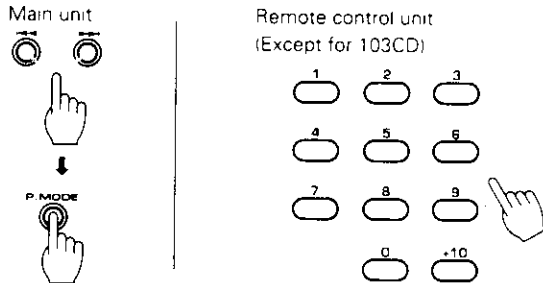 Main unit
P.MODE
Remote control unit
(Except for 103CD)
1 2 3
4 5 6
7 8 9
0 +10